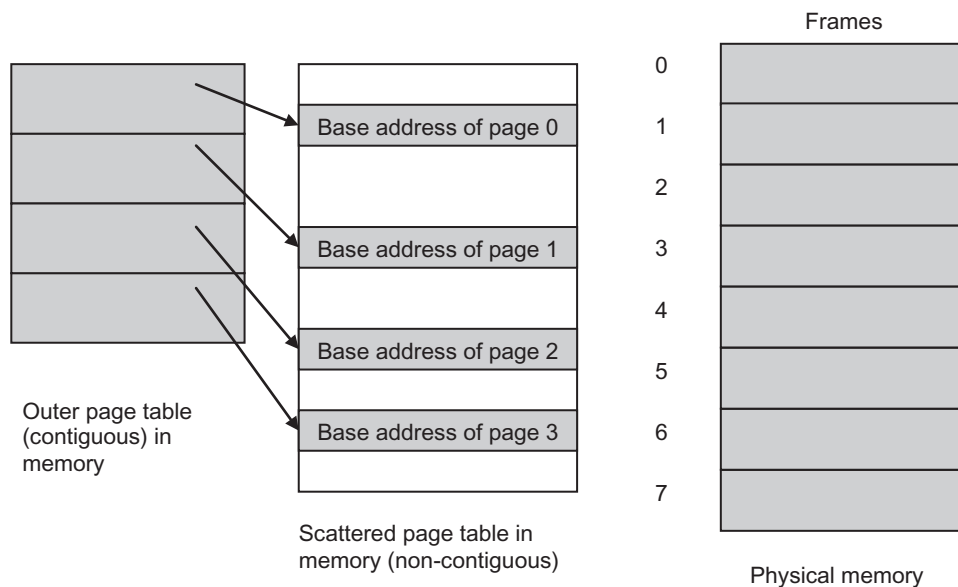 Frames
0
1
2
3
4
5
6
7
Base address of page 0
Base address of page 1
Base address of page 2
Base address of page 3
Outer page table
(contiguous) in
memory
Scattered page table in
memory (non-contiguous)
Physical memory